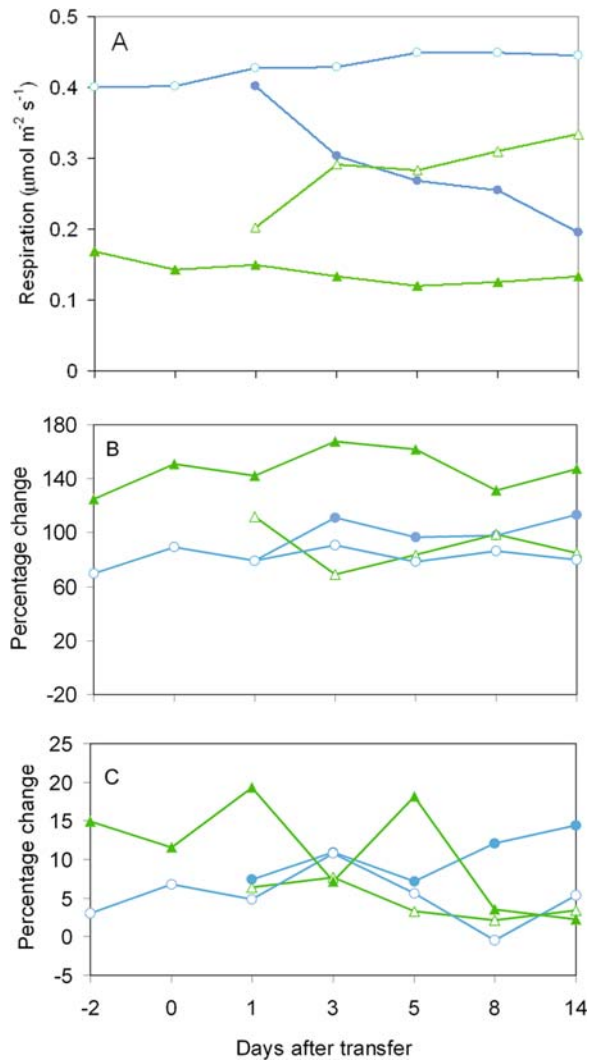 A
Respiration (µmol m⁻² s⁻¹)
0.5
0.4
0.3
0.2
0.1
0
B
Percentage change
180
140
100
60
20
-20
C
Percentage change
25
20
15
10
5
0
-5
-2 0 1 3 5 8 14
Days after transfer